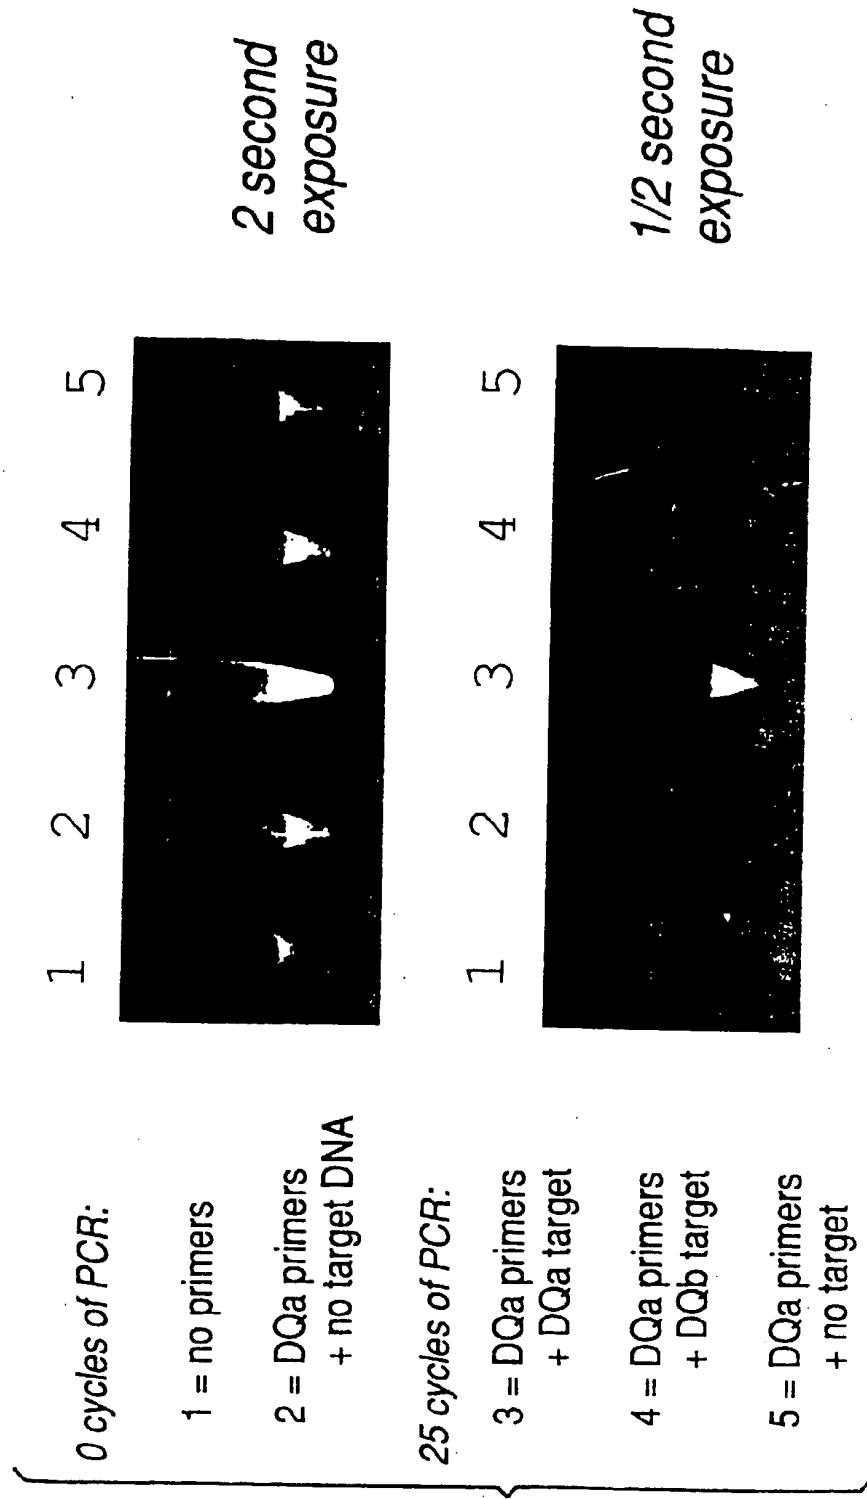 0 cycles of PCR:
1 = no primers
2 = DQa primers
+ no target DNA
25 cycles of PCR:
3 = DQa primers
+ DQa target
4 = DQa primers
+ DQb target
5 = DQa primers
+ no target
1 2 3 4 5
2 second
exposure
1 2 3 4 5
1/2 second
exposure